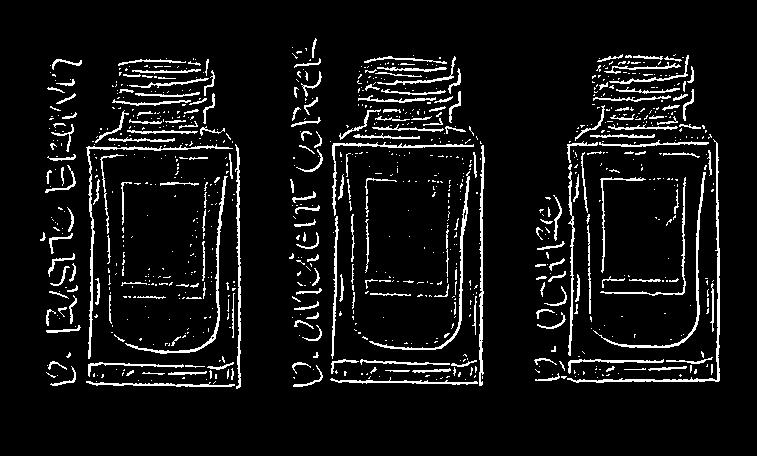 D. RUSTIC BROWN
D. ANCIENT COPPER
D. OCHRE